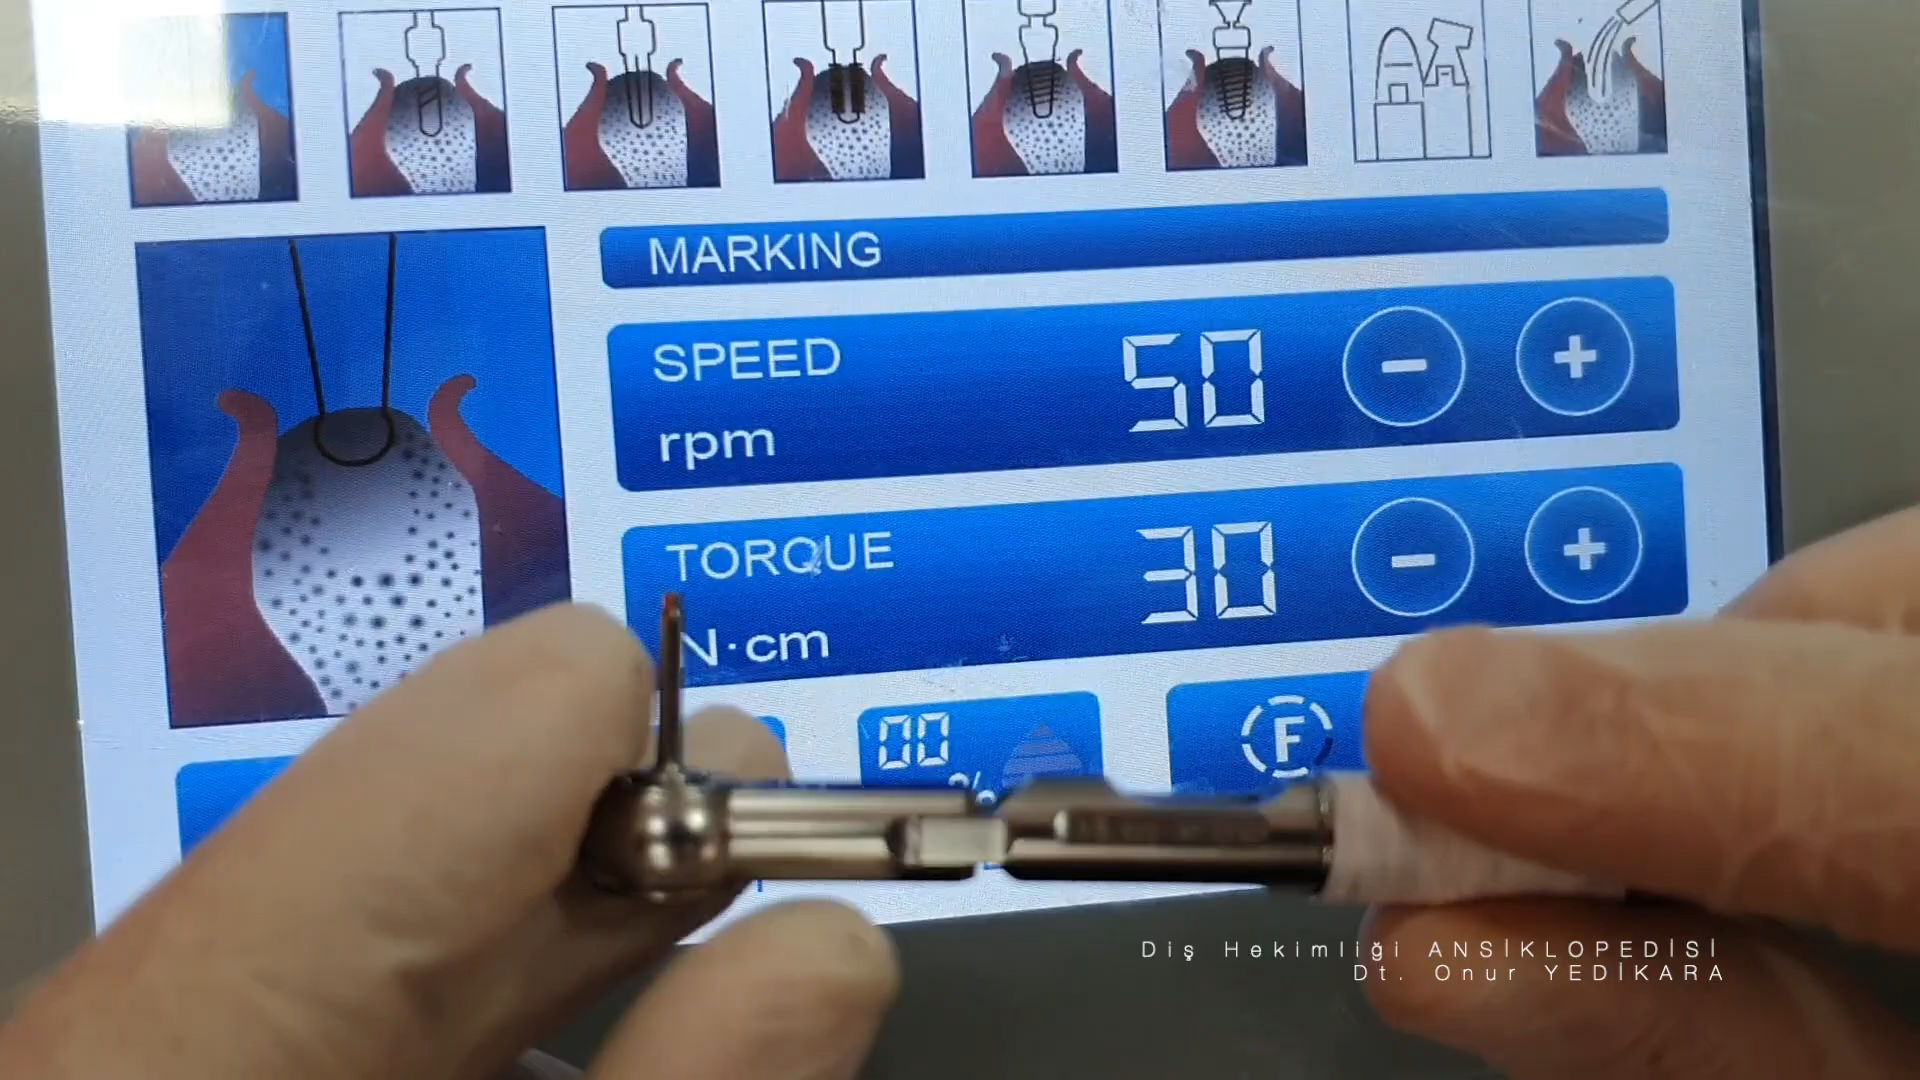 MARKING
SPEED
50
rpm
TORQUE
30
N·cm
00
%
F
Diş Hekimliği ANSİKLOPEDİSİ
Dt. Onur YEDİKARA